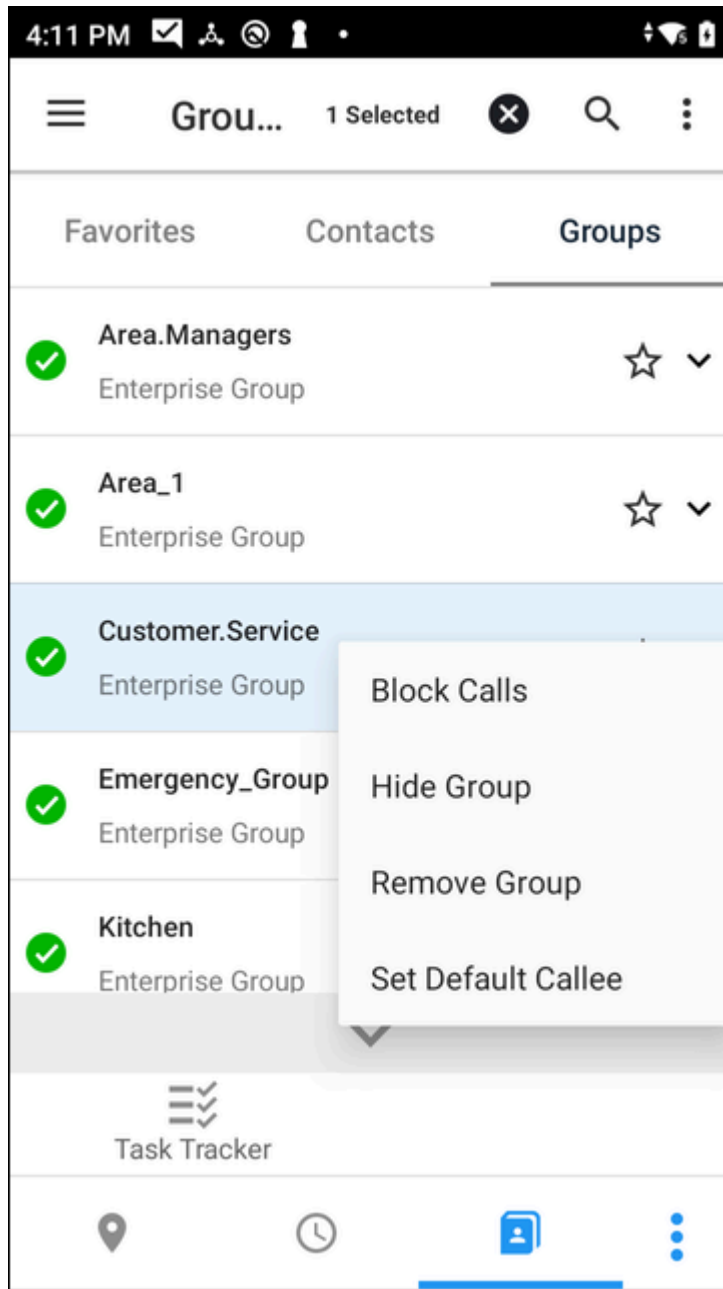 4:11 PM
Grou... 1 Selected
Favorites Contacts Groups
Area.Managers
Enterprise Group
Area_1
Enterprise Group
Customer.Service
Enterprise Group
Block Calls
Emergency_Group
Hide Group
Enterprise Group
Remove Group
Kitchen
Enterprise Group
Set Default Callee
Task Tracker